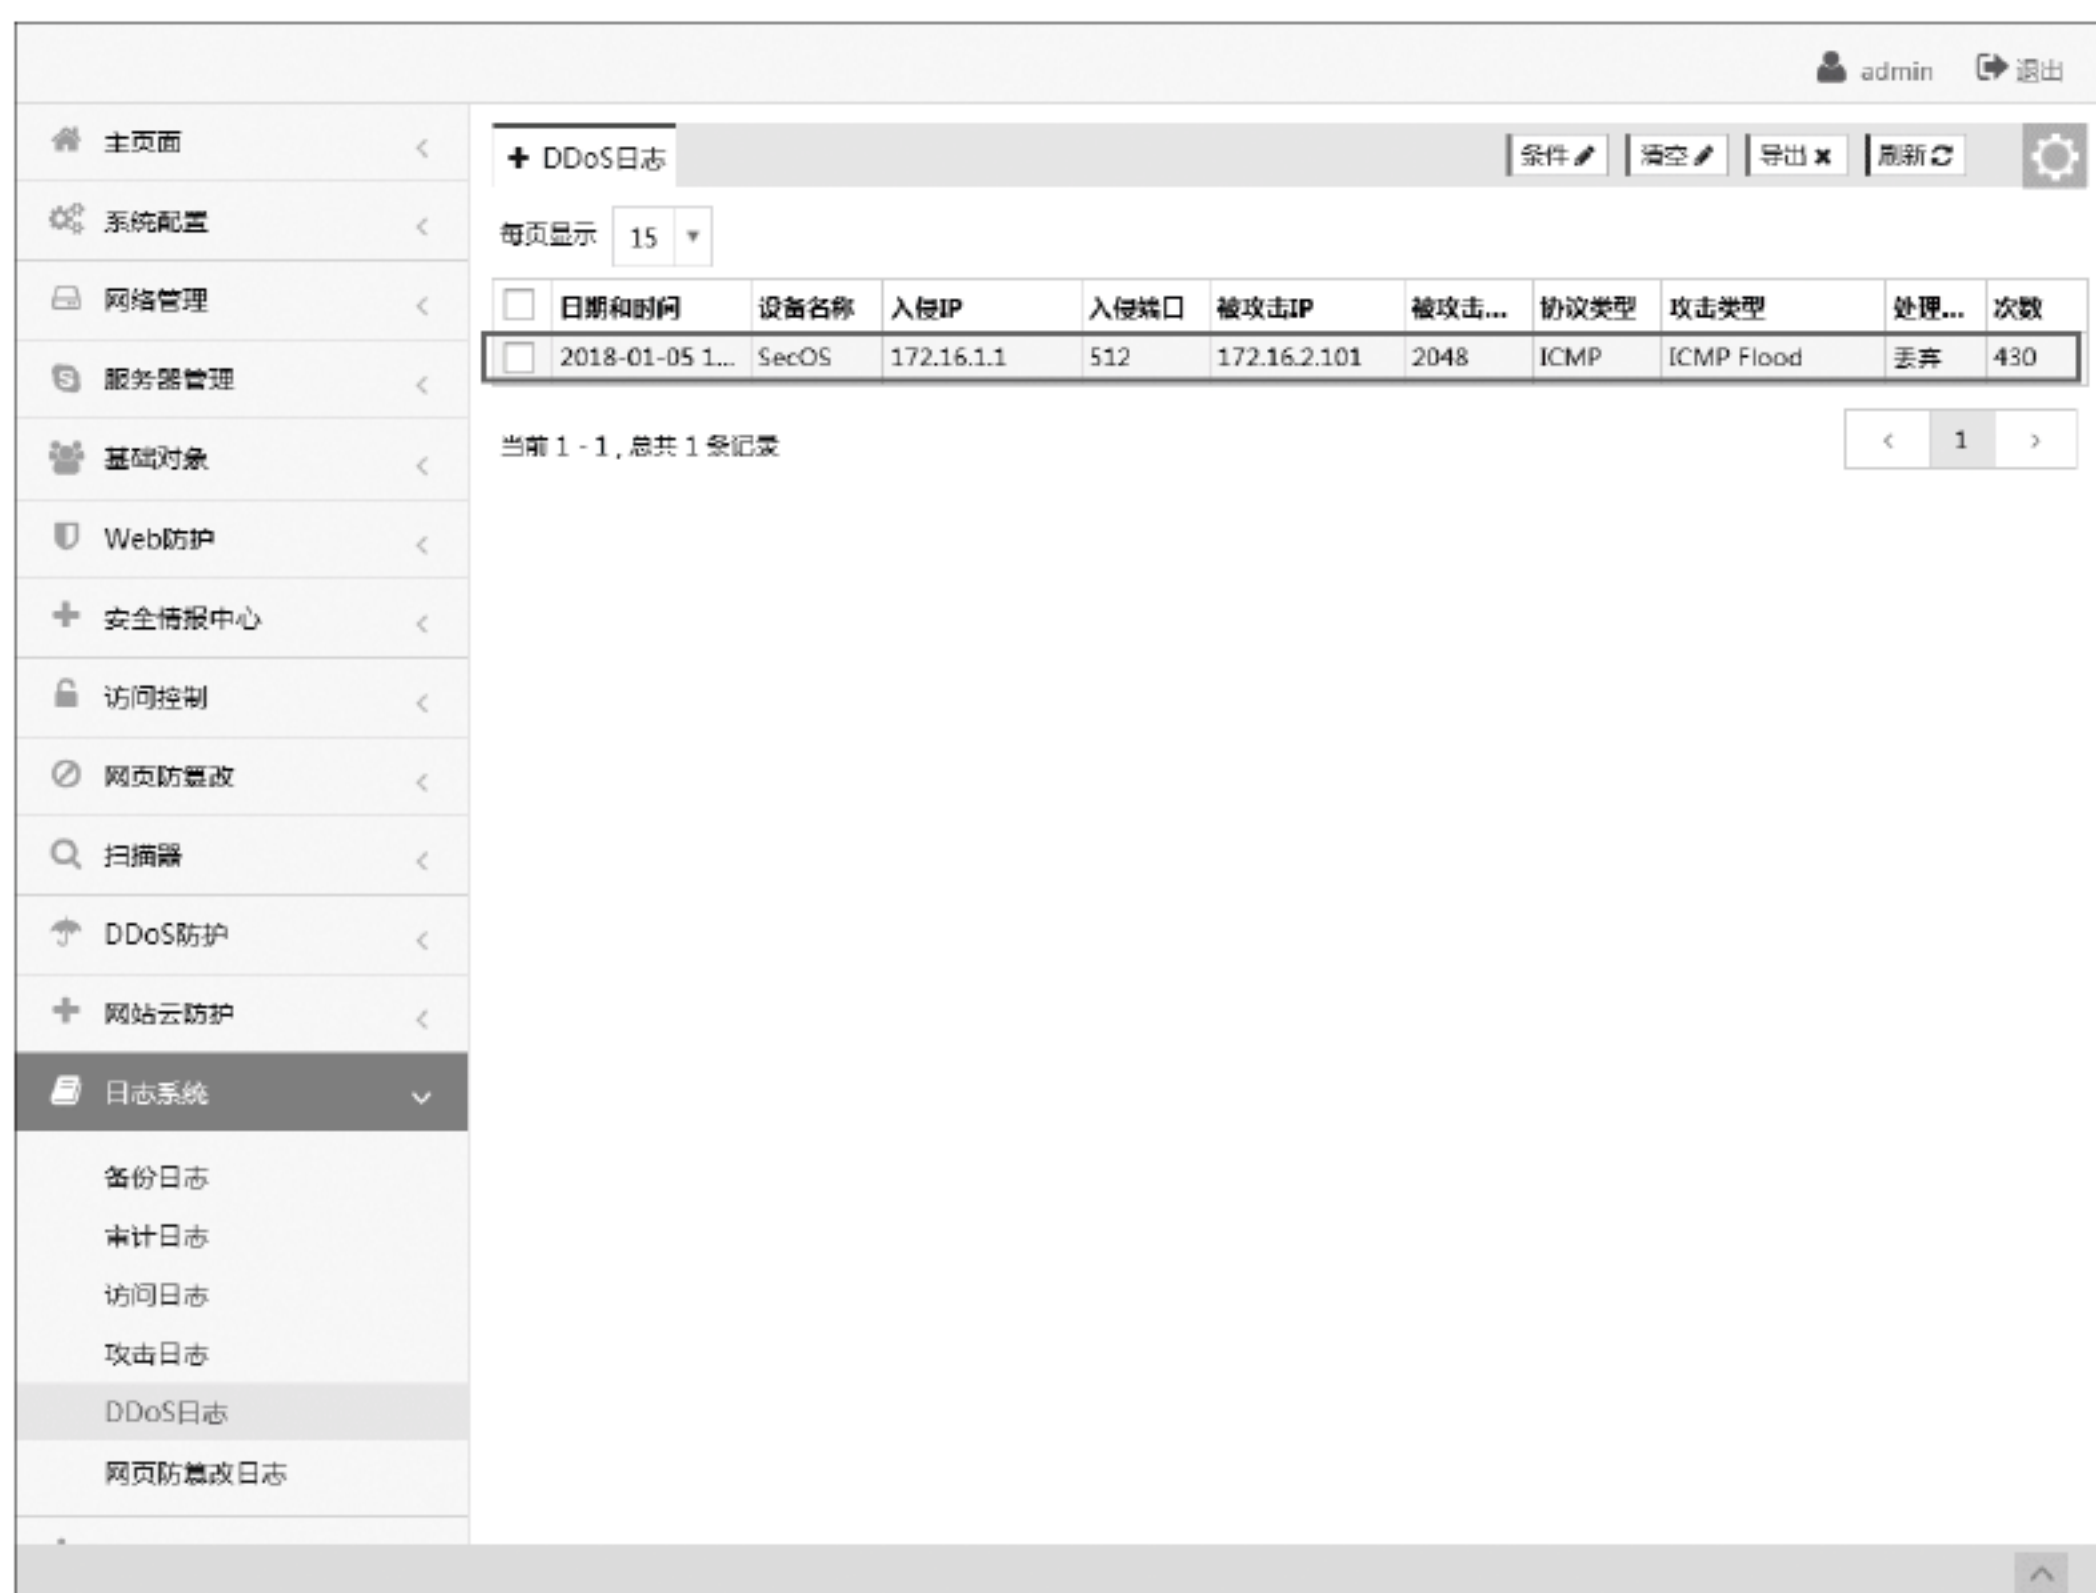 admin 退出
主页面
系统配置
网络管理
服务器管理
基础对象
Web防护
安全情报中心
访问控制
网页防篡改
扫描器
DDoS防护
网站云防护
日志系统
备份日志
审计日志
访问日志
攻击日志
DDoS日志
网页防篡改日志
DDoS日志 条件 清空 导出 刷新
每页显示 15
日期和时间 设备名称 入侵IP 入侵端口 被攻击IP 被攻击... 协议类型 攻击类型 处理... 次数
2018-01-05 1... SecOS 172.16.1.1 512 172.16.2.101 2048 ICMP ICMP Flood 丢弃 430
当前 1 - 1 , 总共 1 条记录
< 1 >